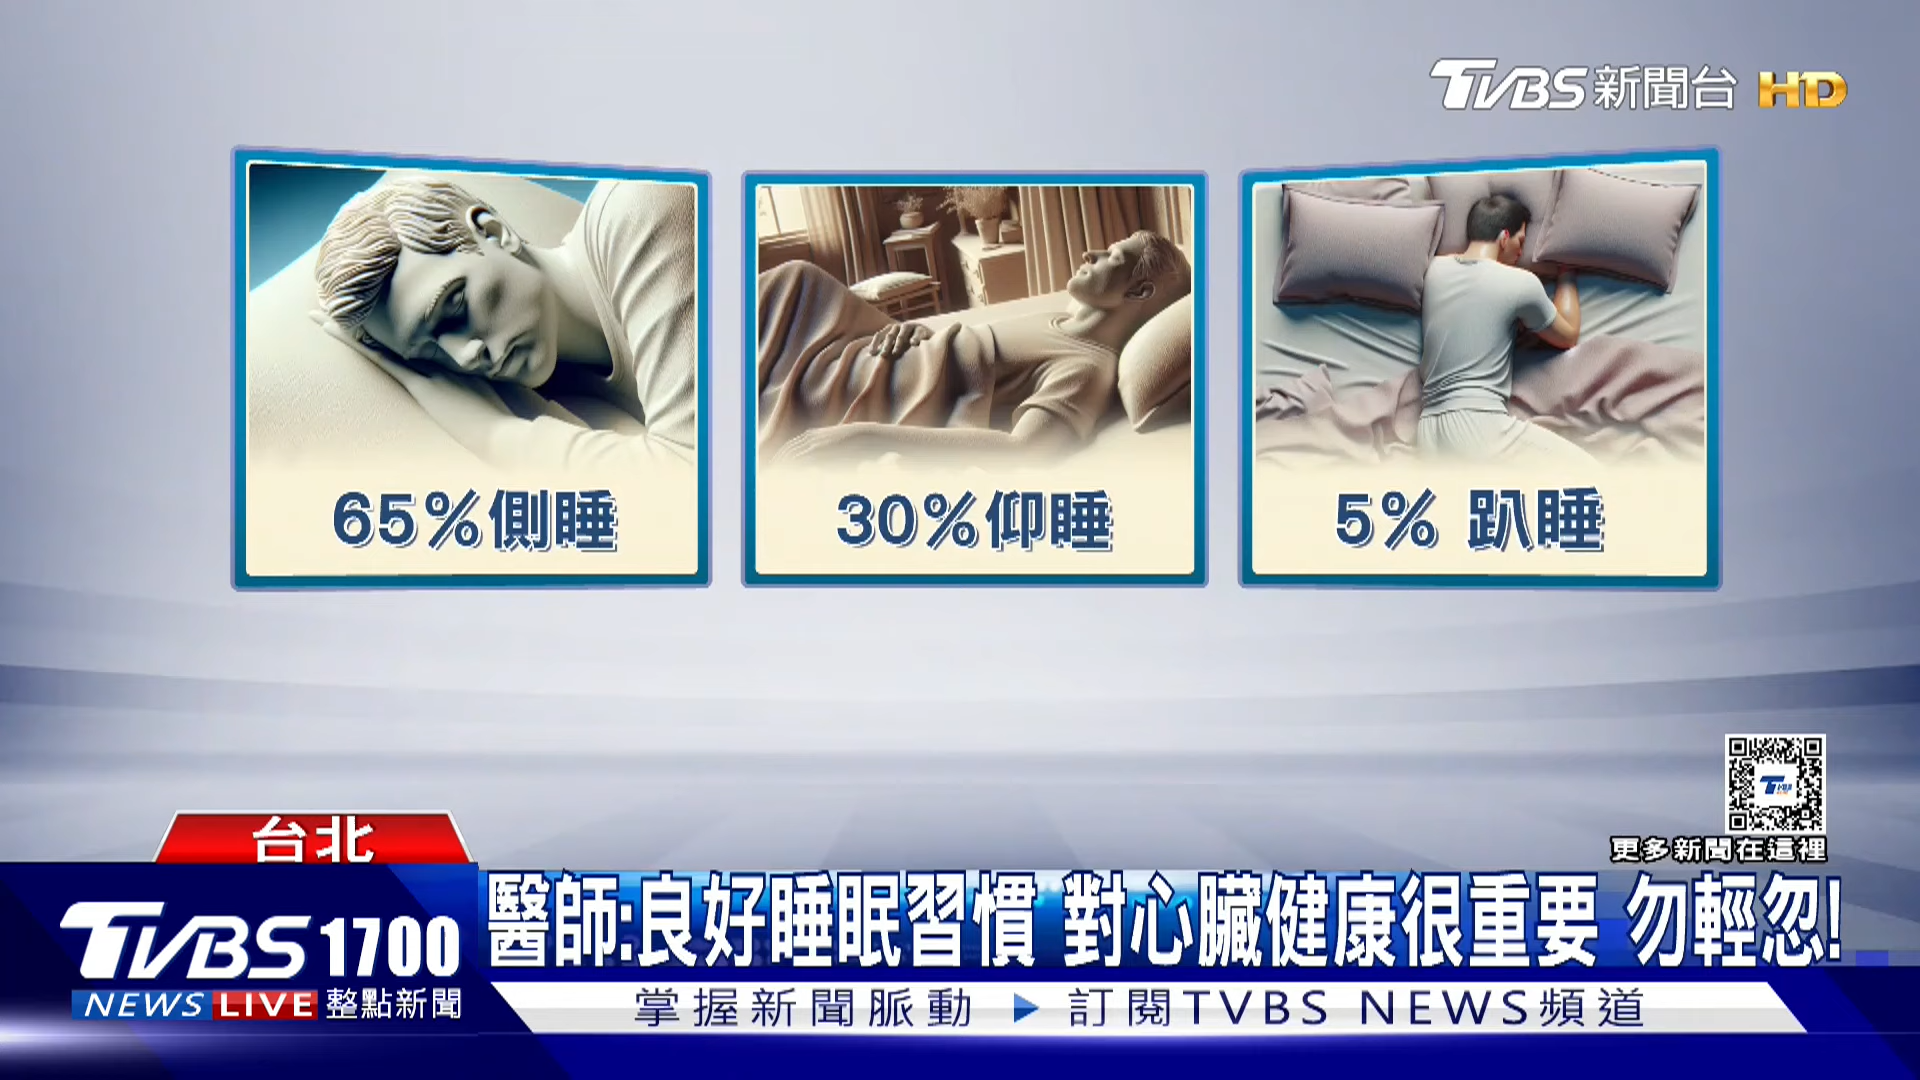 TVBS新聞台 HD
65%側睡
30%仰睡
5% 趴睡
TVBS
更多新聞在這裡
台北
醫師:良好睡眠習慣 對心臟健康很重要 勿輕忽!
TVBS 1700
NEWS LIVE 整點新聞
掌握新聞脈動 ▶ 訂閱TVBS NEWS頻道